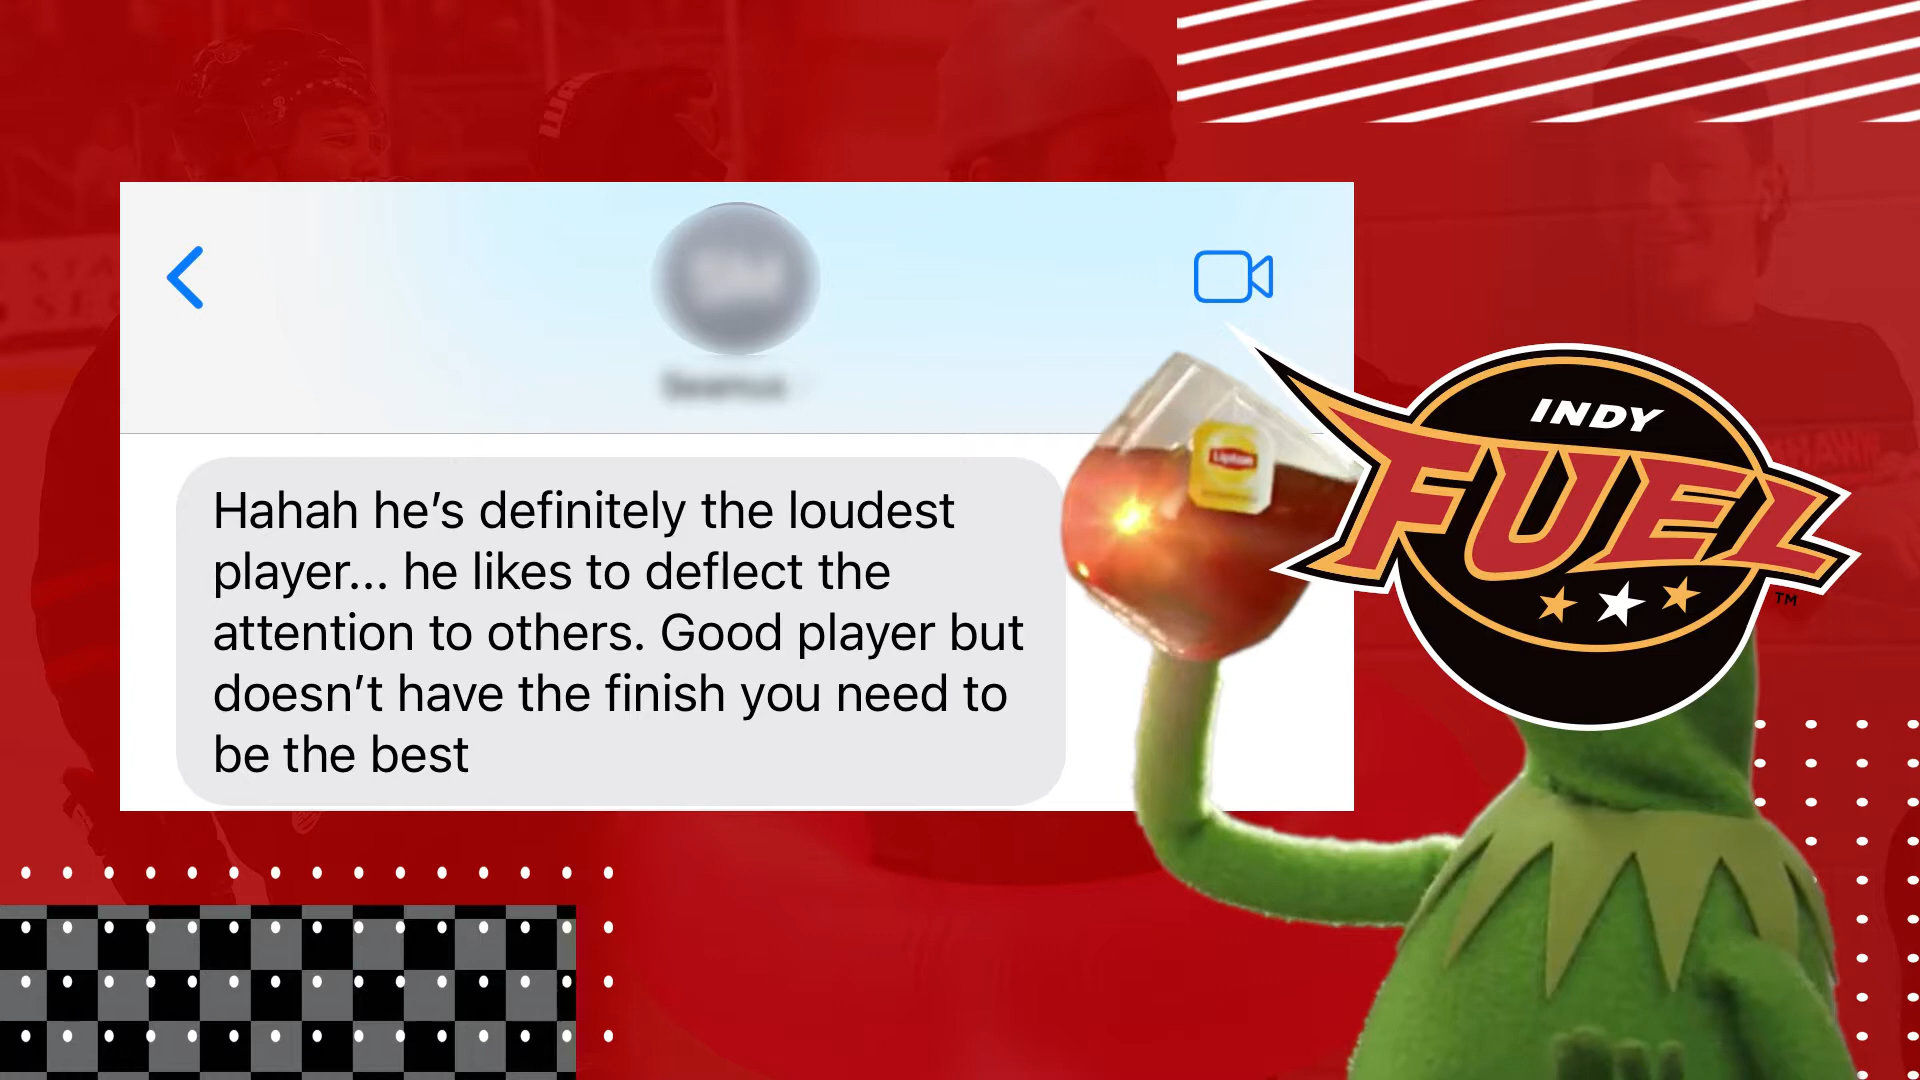 Hahah he’s definitely the loudest
player... he likes to deflect the
attention to others. Good player but
doesn’t have the finish you need to
be the best
Lipton
INDY
FUEL
TM